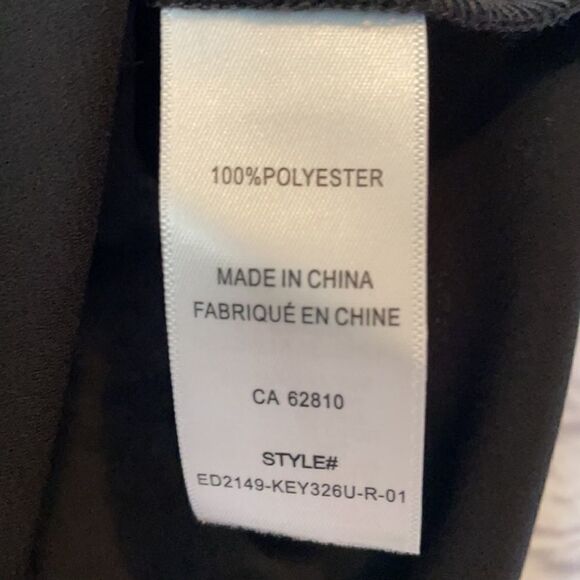 100%POLYESTER
MADE IN CHINA
FABRIQUÉ EN CHINE
CA 62810
STYLE#
ED2149-KEY326U-R-01